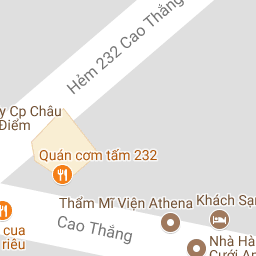 Hẻm 232 Cao Thắng
y Cp Châu
Điểm
Quán cơm tấm 232
Thẩm Mĩ Viện Athena
Khách Sạ
cua
riêu
Cao Thắng
Nhà Hà
Cưới An